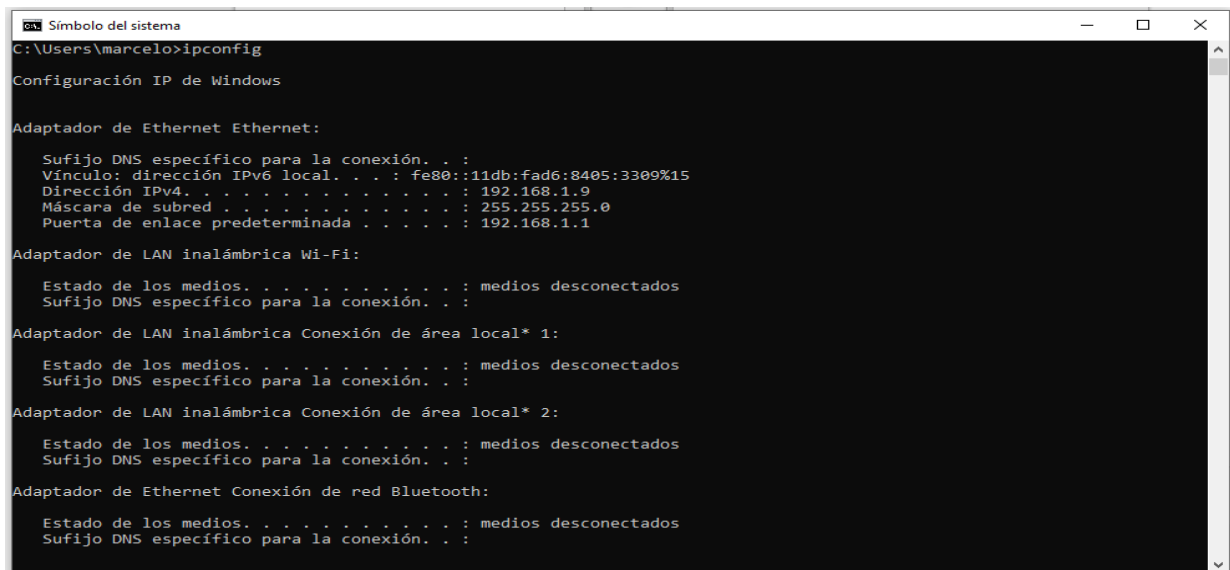 Símbolo del sistema
C:\Users\marcelo>ipconfig
Configuración IP de Windows
Adaptador de Ethernet Ethernet:
Sufijo DNS específico para la conexión. . :
Vínculo: dirección IPv6 local. . . : fe80::11db:fad6:8405:3309%15
Dirección IPv4. . . . . . . . . . . . . . : 192.168.1.9
Máscara de subred . . . . . . . . . . . . : 255.255.255.0
Puerta de enlace predeterminada . . . . . : 192.168.1.1
Adaptador de LAN inalámbrica Wi-Fi:
Estado de los medios. . . . . . . . . . . : medios desconectados
Sufijo DNS específico para la conexión. . :
Adaptador de LAN inalámbrica Conexión de área local* 1:
Estado de los medios. . . . . . . . . . . : medios desconectados
Sufijo DNS específico para la conexión. . :
Adaptador de LAN inalámbrica Conexión de área local* 2:
Estado de los medios. . . . . . . . . . . : medios desconectados
Sufijo DNS específico para la conexión. . :
Adaptador de Ethernet Conexión de red Bluetooth:
Estado de los medios. . . . . . . . . . . : medios desconectados
Sufijo DNS específico para la conexión. . :